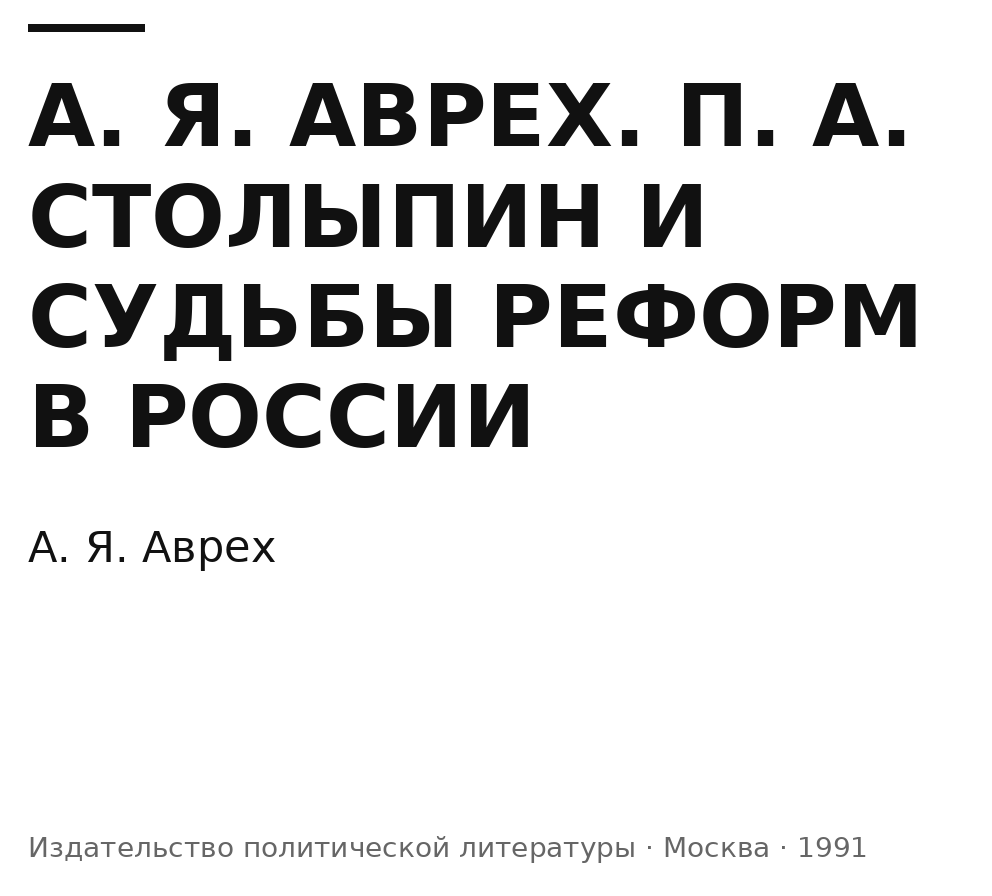 А. Я. АВРЕХ. П. А.
СТОЛЫПИН И
СУДЬБЫ РЕФОРМ
В РОССИИ
А. Я. Аврех
Издательство политической литературы · Москва · 1991